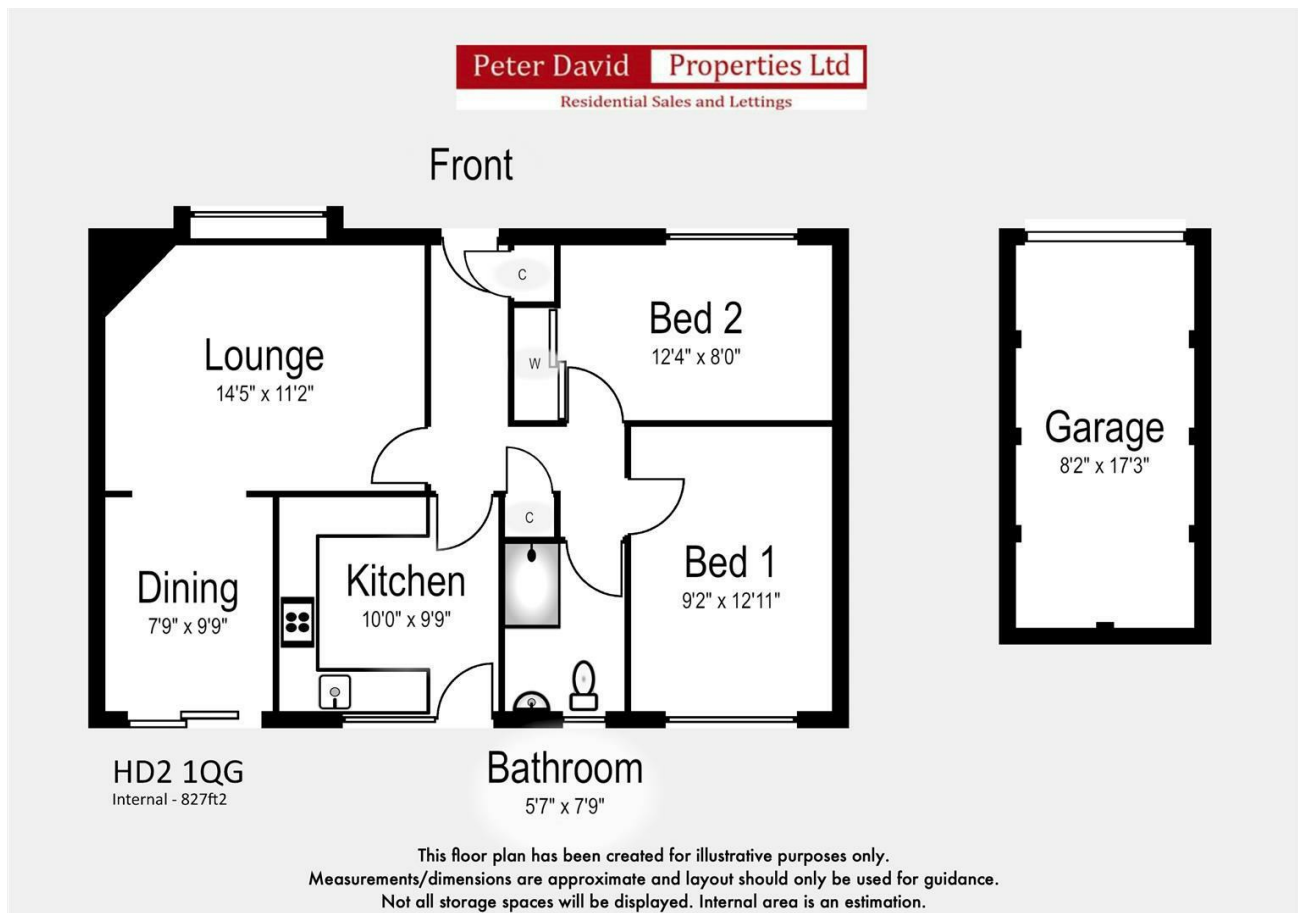 Peter David Properties Ltd
Residential Sales and Lettings
Front
C
Bed 2
12'4" x 8'0"
W
Lounge
14'5" x 11'2"
Garage
8'2" x 17'3"
C
Dining
7'9" x 9'9"
Kitchen
10'0" x 9'9"
Bed 1
9'2" x 12'11"
Bathroom
5'7" x 7'9"
HD2 1QG
Internal - 827ft2
This floor plan has been created for illustrative purposes only.
Measurements/dimensions are approximate and layout should only be used for guidance.
Not all storage spaces will be displayed. Internal area is an estimation.